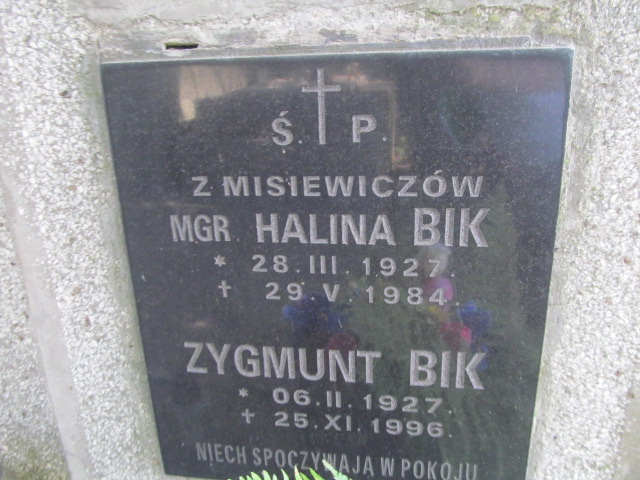 Ś. P.
Z MISIEWICZÓW
MGR HALINA BIK
* 28.III.1927.
† 29.V.1984.
ZYGMUNT BIK
* 06.II.1927.
† 25.XI.1996.
NIECH SPOCZYWAJĄ W POKOJU